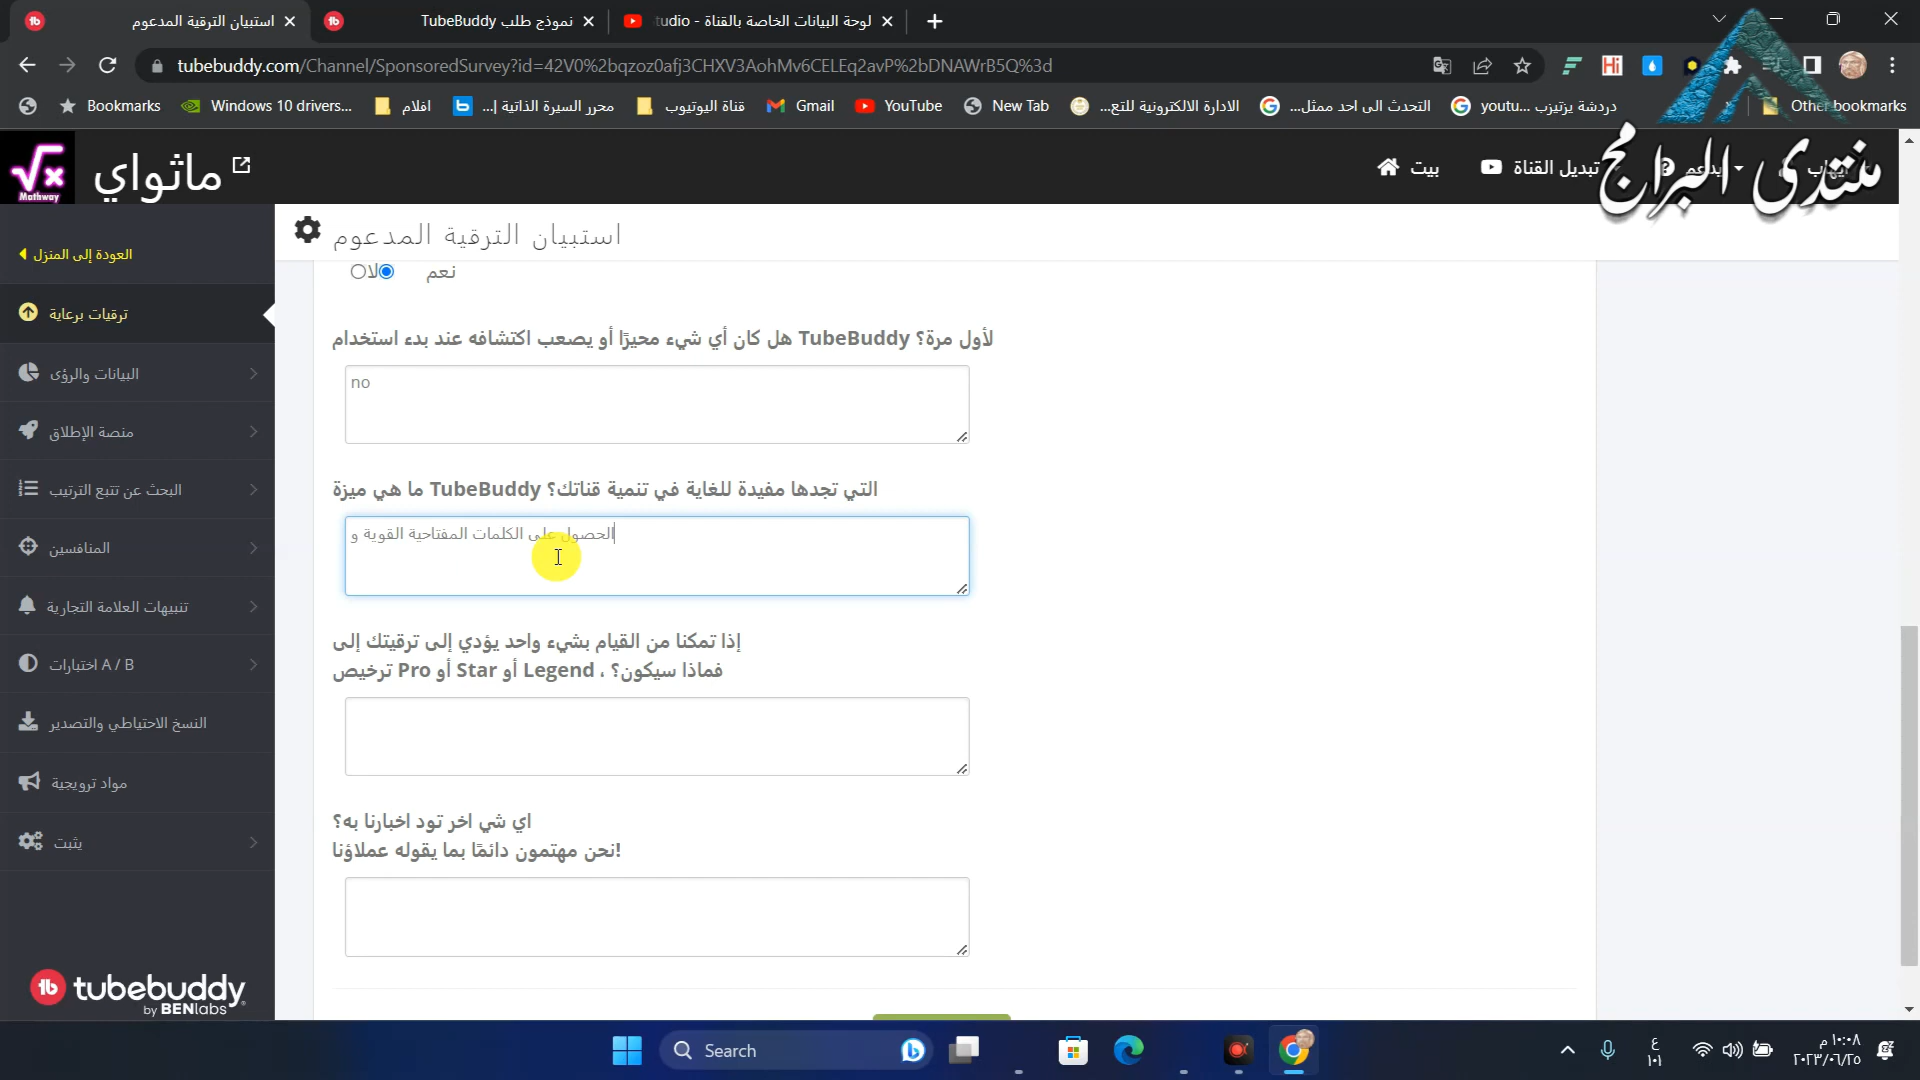 استبيان الترقية المدعوم
نموذج طلب TubeBuddy
لوحة البيانات الخاصة بالقناة - tudio
tubebuddy.com/Channel/SponsoredSurvey?id=42V0%2bqzoz0afj3CHXV3AohMv6CELEq2avP%2bDNAWrB5Q%3d
Bookmarks
Windows 10 drivers...
افلام
محرر السيرة الذاتية |...
قناة اليوتيوب
Gmail
YouTube
New Tab
الادارة الالكترونية للتع...
التحدث الى احد ممثل...
دردشة يزتيزب ...youtu
Other bookmarks
ماثواي
Mathway
بيت
تبديل القناة
منتدى البرامج
العودة إلى المنزل
ترقيات برعاية
البيانات والرؤى
منصة الإطلاق
البحث عن تتبع الترتيب
المنافسين
تنبيهات العلامة التجارية
A / B اختبارات
النسخ الاحتياطي والتصدير
مواد ترويجية
يثبت
tubebuddy
by BENlabs
استبيان الترقية المدعوم
لا
نعم
لأول مرة؟ TubeBuddy هل كان أي شيء محيرًا أو يصعب اكتشافه عند بدء استخدام
no
التي تجدها مفيدة للغاية في تنمية قناتك؟ TubeBuddy ما هي ميزة
الحصول على الكلمات المفتاحية القوية و
إذا تمكنا من القيام بشيء واحد يؤدي إلى ترقيتك إلى
فماذا سيكون؟ ، Legend أو Star أو Pro ترخيص
اي شي اخر تود اخبارنا به؟
نحن مهتمون دائمًا بما يقوله عملاؤنا!
Search
ع
١٠١
١٠:٠٨ م
٢٠٢٣/٠٦/٢٥